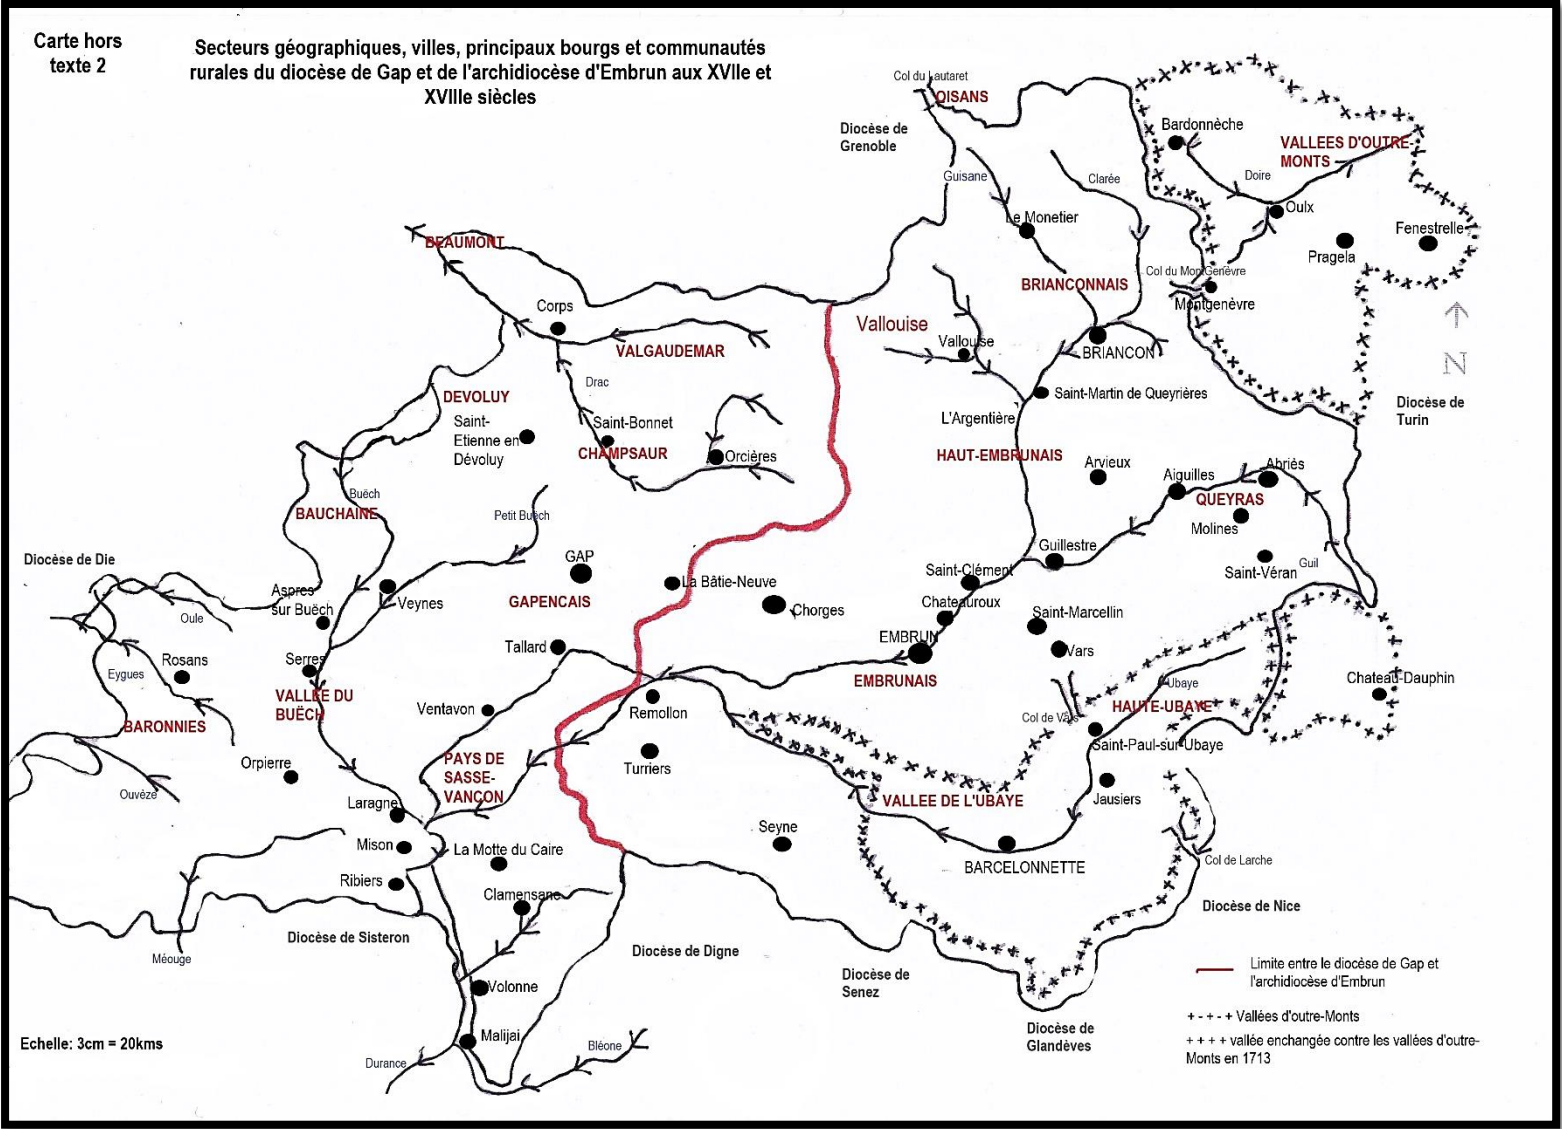 Carte hors
texte 2
Secteurs géographiques, villes, principaux bourgs et communautés
rurales du diocèse de Gap et de l'archidiocèse d'Embrun aux XVIIe et
XVIIIe siècles
Col du Lautaret
OISANS
Diocèse de
Grenoble
Bardonnèche
VALLEES D'OUTRE-
MONTS
Guisane
Clarée
Doire
Le Monetier
Oulx
Fenestrelle
Pragela
BEAUMONT
Col du MontGenèvre
Montgenèvre
BRIANCONNAIS
Corps
Vallouise
Vallouise
BRIANCON
VALGAUDEMAR
N
Drac
DEVOLUY
Saint-Martin de Queyrières
Diocèse de
Turin
Saint-
Etienne en
Dévoluy
Saint-Bonnet
L'Argentière
CHAMPSAUR
Orcières
HAUT-EMBRUNAIS
Arvieux
Aiguilles
Abriès
Buëch
QUEYRAS
BAUCHAINE
Petit Buëch
Molines
Diocèse de Die
GAP
Guillestre
Saint-Véran
Guil
Saint-Clément
La Bâtie-Neuve
Aspres
sur Buëch
Veynes
GAPENCAIS
Chorges
Chateauroux
Saint-Marcellin
Oule
EMBRUN
Tallard
Vars
Serres
Rosans
Eygues
EMBRUNAIS
Ubaye
Chateau-Dauphin
VALLEE DU
BUËCH
Ventavon
Remollon
Col de Vars
HAUTE-UBAYE
BARONNIES
Saint-Paul-sur-Ubaye
Orpierre
PAYS DE
SASSE-
VANCON
Turriers
Ouvèze
Laragne
VALLEE DE L'UBAYE
Jausiers
Seyne
Mison
La Motte du Caire
BARCELONNETTE
Col de Larche
Ribiers
Clamensane
Diocèse de Nice
Diocèse de Sisteron
Diocèse de Digne
Méouge
Diocèse de
Senez
Limite entre le diocèse de Gap et
l'archidiocèse d'Embrun
Volonne
+ - + - + Vallées d'outre-Monts
Diocèse de
Glandèves
Malijai
+ + + + vallée enchangée contre les vallées d'outre-
Monts en 1713
Echelle: 3cm = 20kms
Bléone
Durance